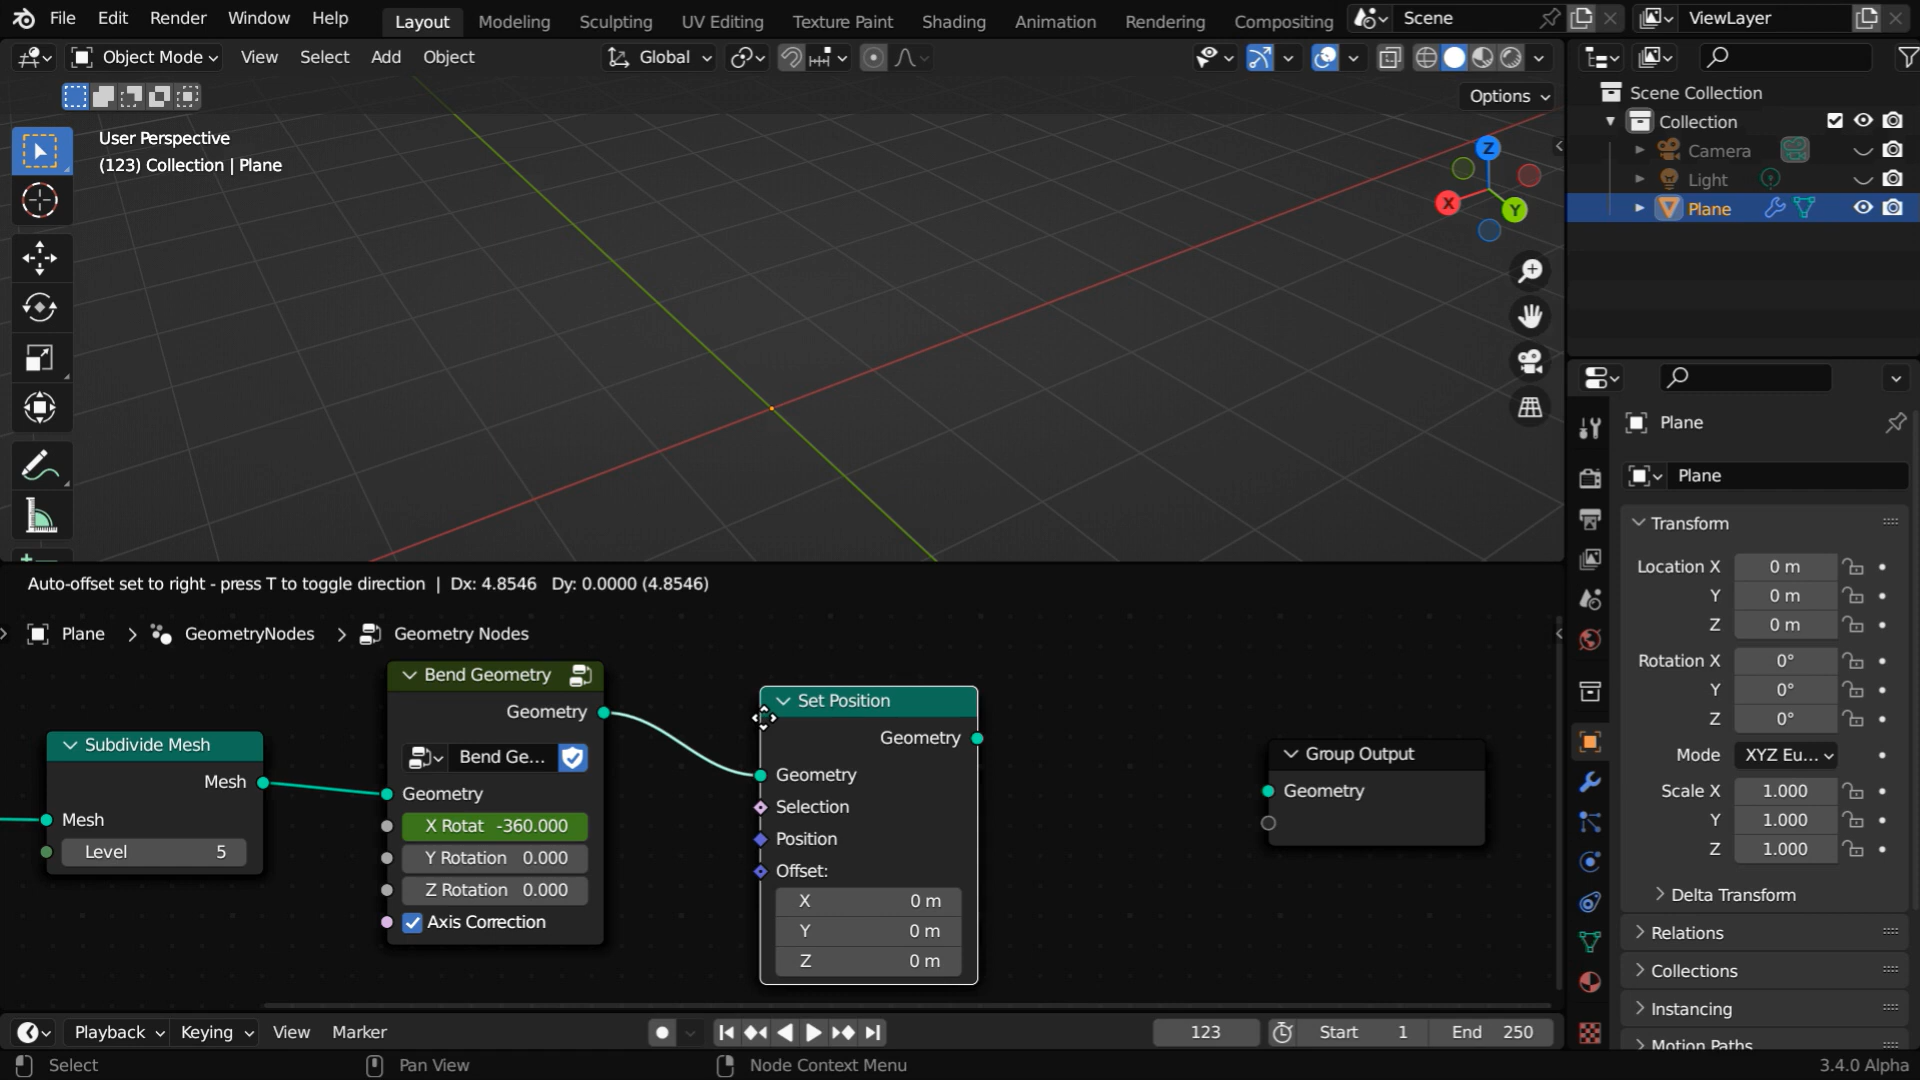 File Edit Render Window Help Layout Modeling Sculpting UV Editing Texture Paint Shading Animation Rendering Compositing Scene ViewLayer
Object Mode View Select Add Object Global
Options
User Perspective
(123) Collection | Plane
Z
X
Y
Scene Collection
Collection
Camera
Light
Plane
Auto-offset set to right - press T to toggle direction | Dx: 4.8546 Dy: 0.0000 (4.8546)
Plane > GeometryNodes > Geometry Nodes
Subdivide Mesh
Mesh
Mesh
Level 5
Bend Geometry
Geometry
Bend Ge...
Geometry
X Rotat -360.000
Y Rotation 0.000
Z Rotation 0.000
Axis Correction
Set Position
Geometry
Geometry
Selection
Position
Offset:
X 0 m
Y 0 m
Z 0 m
Group Output
Geometry
Plane
Plane
Transform
Location X 0 m
Y 0 m
Z 0 m
Rotation X 0°
Y 0°
Z 0°
Mode XYZ Eu...
Scale X 1.000
Y 1.000
Z 1.000
Delta Transform
Relations
Collections
Instancing
Motion Paths
Playback Keying View Marker 123 Start 1 End 250
Select Pan View Node Context Menu 3.4.0 Alpha